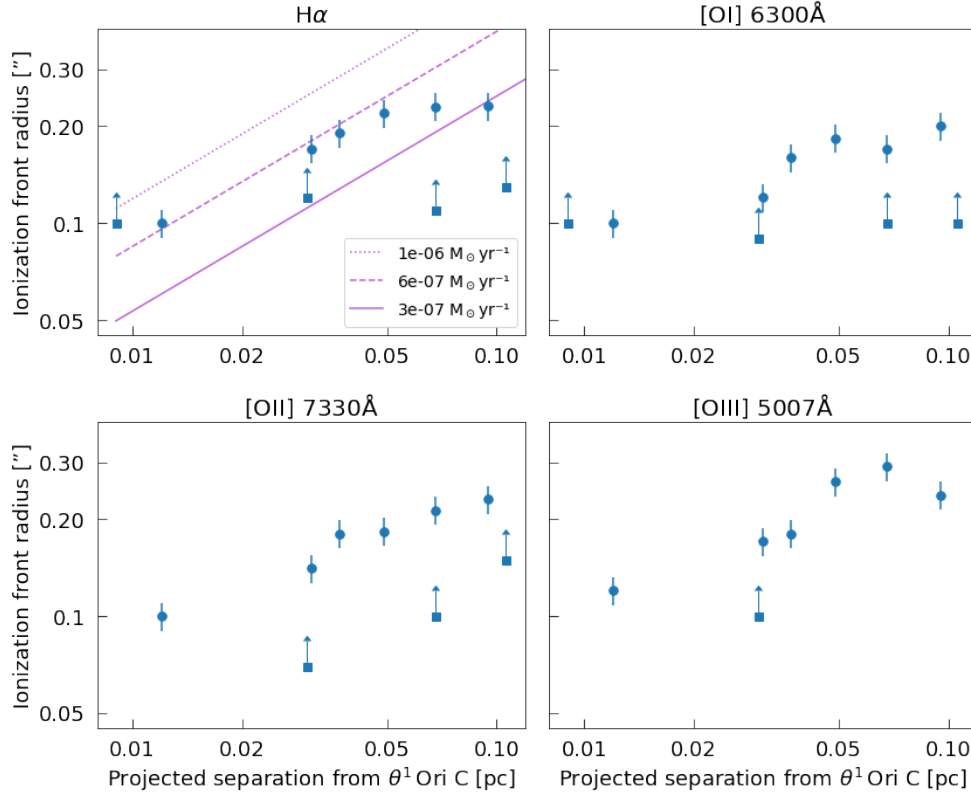 Hα
[OI] 6300Å
Ionization front radius [”]
0.30
0.20
0.1
0.05
1e-06 M⊙ yr⁻¹
6e-07 M⊙ yr⁻¹
3e-07 M⊙ yr⁻¹
0.01 0.02 0.05 0.10
0.01 0.02 0.05 0.10
[OII] 7330Å
[OIII] 5007Å
Ionization front radius [”]
0.30
0.20
0.1
0.05
0.01 0.02 0.05 0.10
0.01 0.02 0.05 0.10
Projected separation from θ¹ Ori C [pc]
Projected separation from θ¹ Ori C [pc]